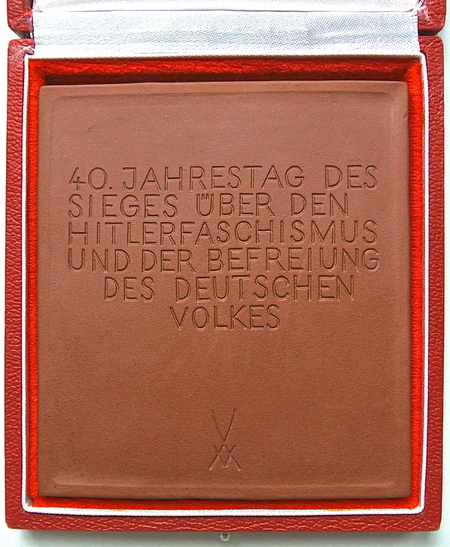 40. JAHRESTAG DES
SIEGES ÜBER DEN
HITLERFASCHISMUS
UND DER BEFREIUNG
DES DEUTSCHEN
VOLKES